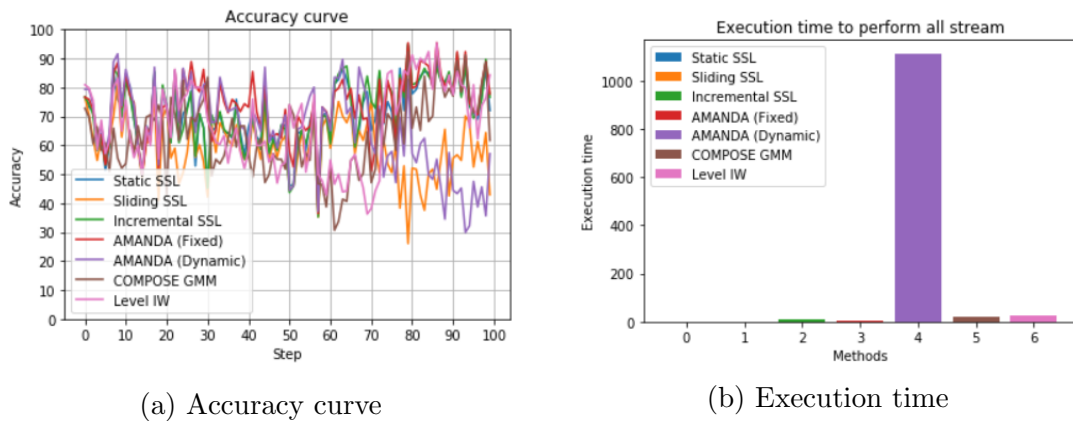 Accuracy curve
100
90
80
70
60
50
40
30
20
10
0
Accuracy
Static SSL
Sliding SSL
Incremental SSL
AMANDA (Fixed)
AMANDA (Dynamic)
COMPOSE GMM
Level IW
0 10 20 30 40 50 60 70 80 90 100
Step
(a) Accuracy curve
Execution time to perform all stream
1000
800
600
400
200
0
Execution time
Static SSL
Sliding SSL
Incremental SSL
AMANDA (Fixed)
AMANDA (Dynamic)
COMPOSE GMM
Level IW
0 1 2 3 4 5 6
Methods
(b) Execution time